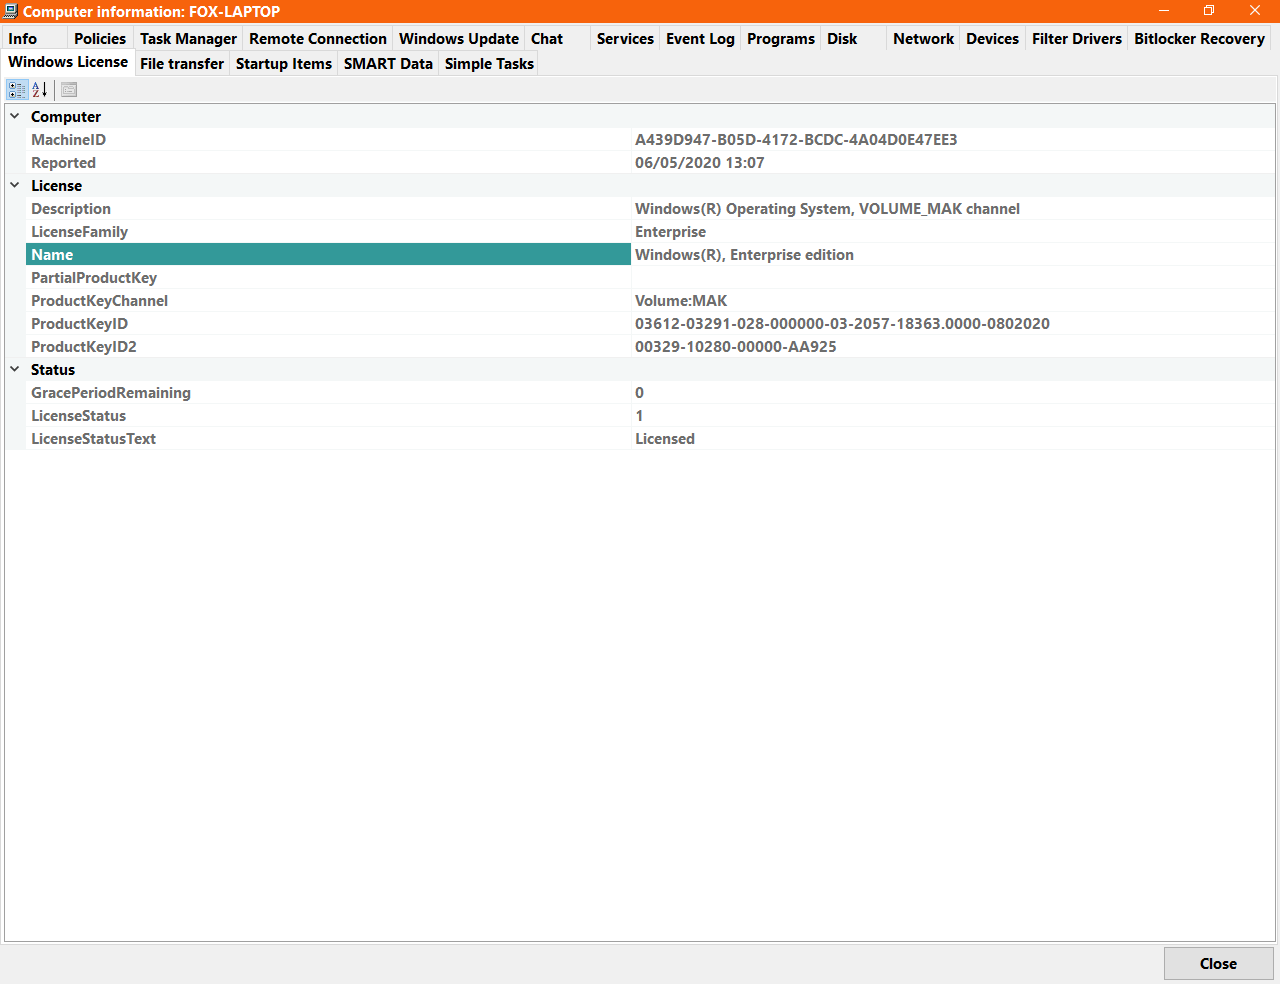 Computer information: FOX-LAPTOP
Info Policies Task Manager Remote Connection Windows Update Chat Services Event Log Programs Disk Network Devices Filter Drivers Bitlocker Recovery
Windows License File transfer Startup Items SMART Data Simple Tasks
Computer
MachineID A439D947-B05D-4172-BCDC-4A04D0E47EE3
Reported 06/05/2020 13:07
License
Description Windows(R) Operating System, VOLUME_MAK channel
LicenseFamily Enterprise
Name Windows(R), Enterprise edition
PartialProductKey
ProductKeyChannel Volume:MAK
ProductKeyID 03612-03291-028-000000-03-2057-18363.0000-0802020
ProductKeyID2 00329-10280-00000-AA925
Status
GracePeriodRemaining 0
LicenseStatus 1
LicenseStatusText Licensed
Close